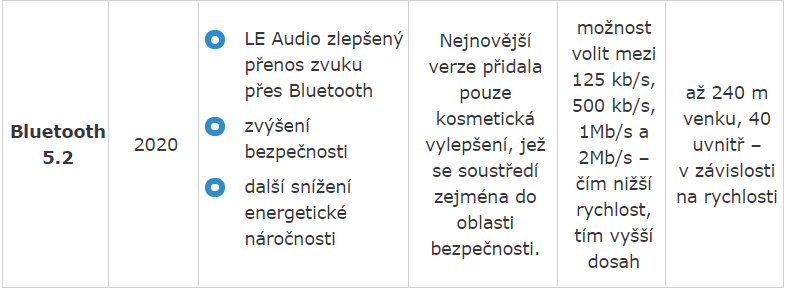 Bluetooth
5.2
2020
LE Audio zlepšený
přenos zvuku
přes Bluetooth
zvýšení
bezpečnosti
další snížení
energetické
náročnosti
Nejnovější
verze přidala
pouze
kosmetická
vylepšení, jež
se soustředí
zejména do
oblasti
bezpečnosti.
možnost
volit mezi
125 kb/s,
500 kb/s,
1Mb/s a
2Mb/s –
čím nižší
rychlost,
tím vyšší
dosah
až 240 m
venku, 40
uvnitř –
v závislosti
na rychlosti